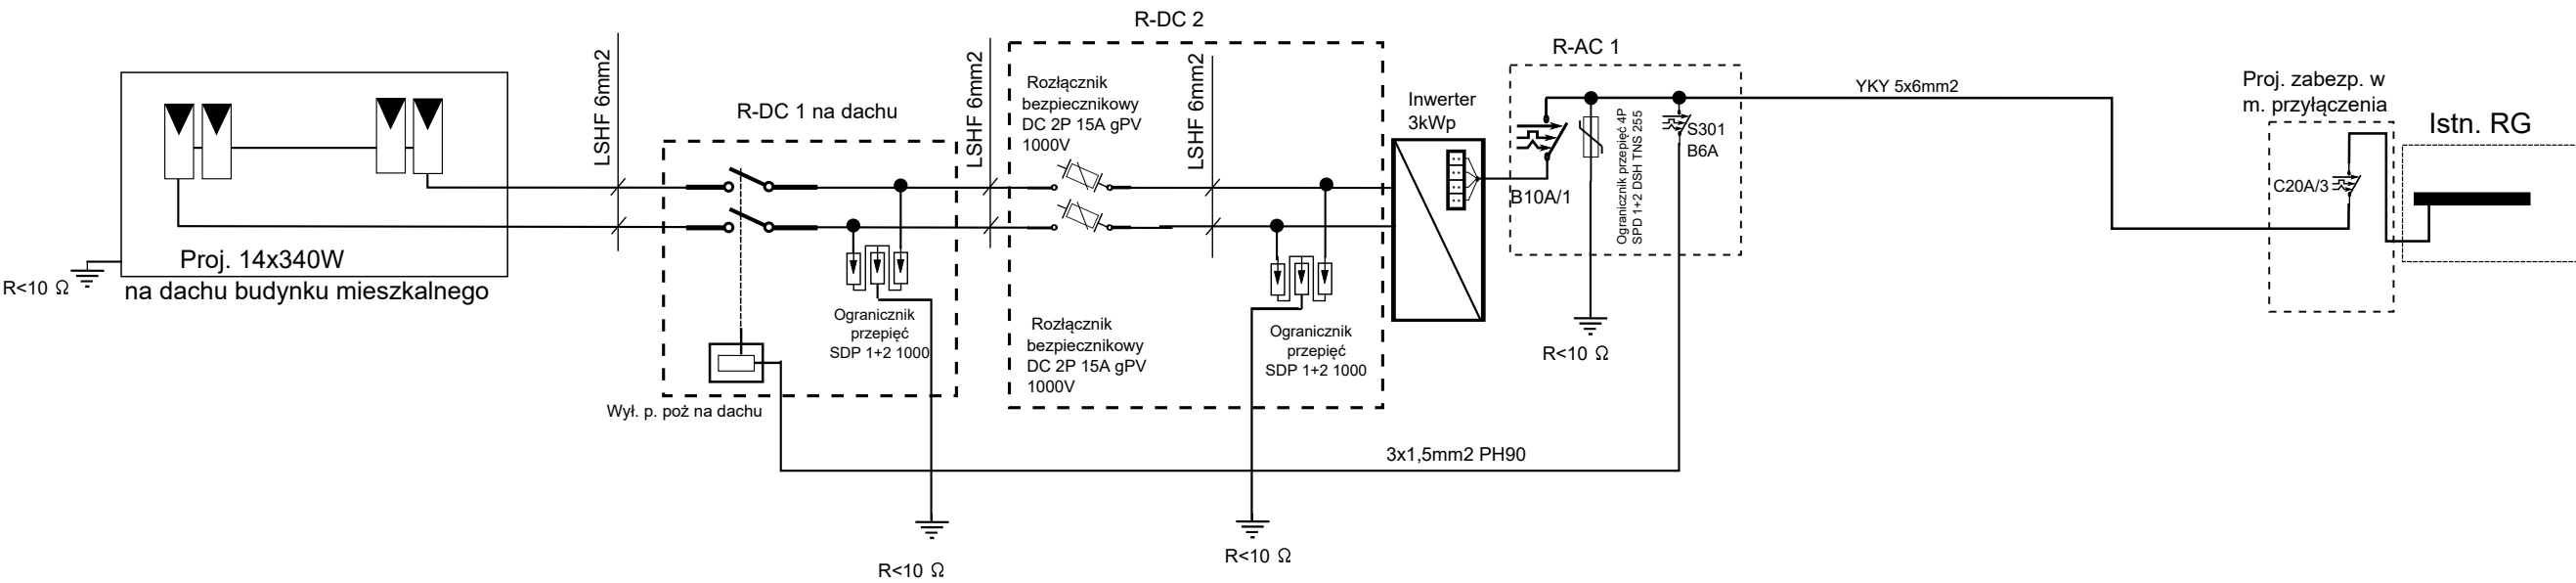 R-DC 2
R-AC 1
LSHF 6mm2
LSHF 6mm2
LSHF 6mm2
Rozłącznik
bezpiecznikowy
DC 2P 15A gPV
1000V
Inwerter
3kWp
YKY 5x6mm2
Proj. zabezp. w
m. przyłączenia
Istn. RG
R-DC 1 na dachu
Ogranicznik przepięć 4P
SPD 1+2 DSH TNS 255
S301
B6A
B10A/1
C20A/3
Proj. 14x340W
na dachu budynku mieszkalnego
R<10 Ω
Ogranicznik
przepięć
SDP 1+2 1000
Rozłącznik
bezpiecznikowy
DC 2P 15A gPV
1000V
Ogranicznik
przepięć
SDP 1+2 1000
R<10 Ω
Wył. p. poż na dachu
3x1,5mm2 PH90
R<10 Ω
R<10 Ω